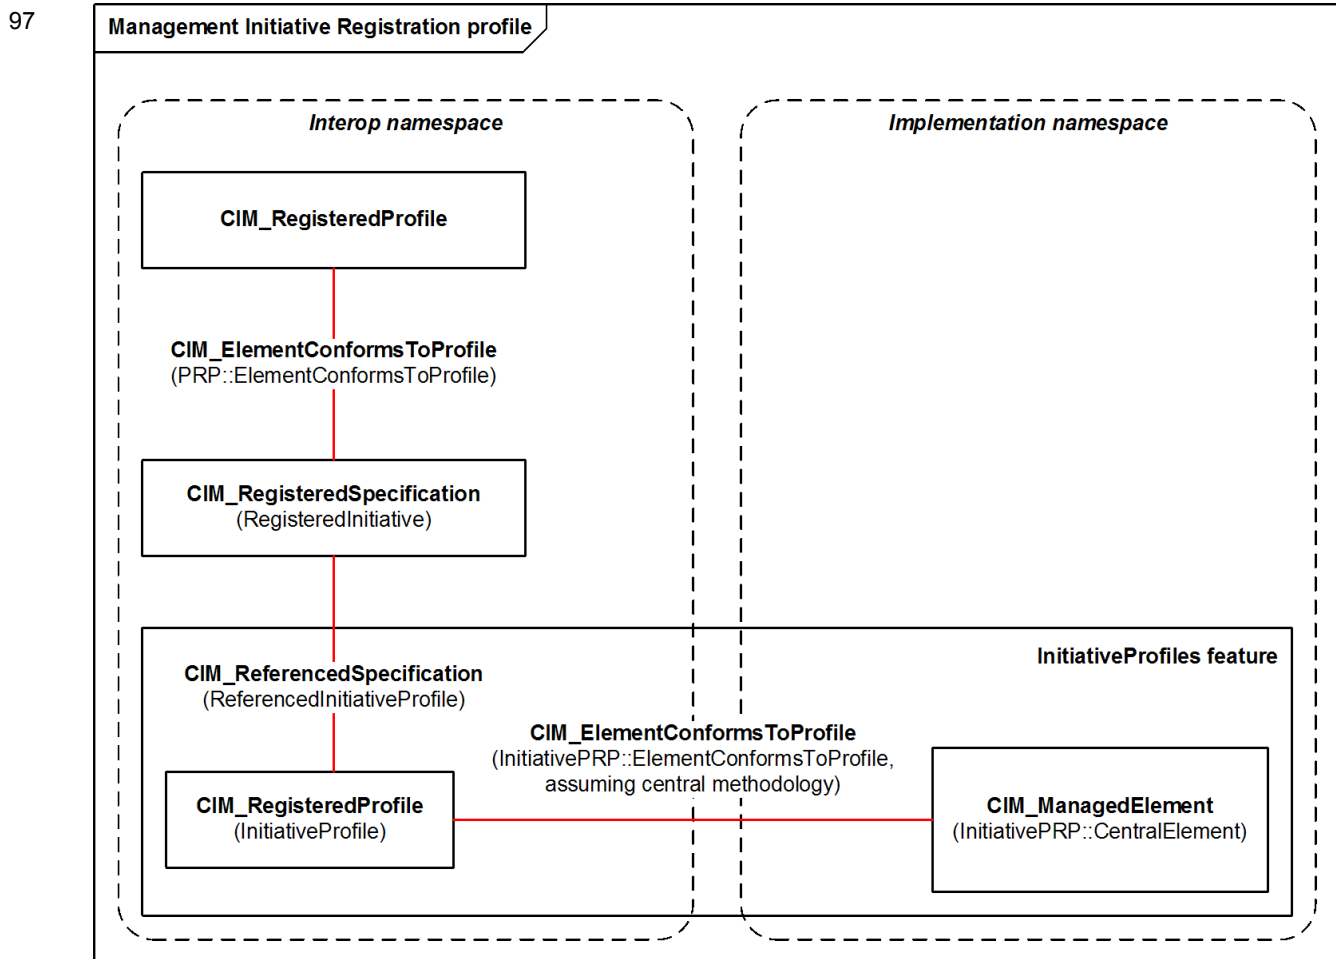 97
Management Initiative Registration profile
Interop namespace
Implementation namespace
CIM_RegisteredProfile
CIM_ElementConformsToProfile
(PRP::ElementConformsToProfile)
CIM_RegisteredSpecification
(RegisteredInitiative)
InitiativeProfiles feature
CIM_ReferencedSpecification
(ReferencedInitiativeProfile)
CIM_ElementConformsToProfile
(InitiativePRP::ElementConformsToProfile,
assuming central methodology)
CIM_RegisteredProfile
(InitiativeProfile)
CIM_ManagedElement
(InitiativePRP::CentralElement)